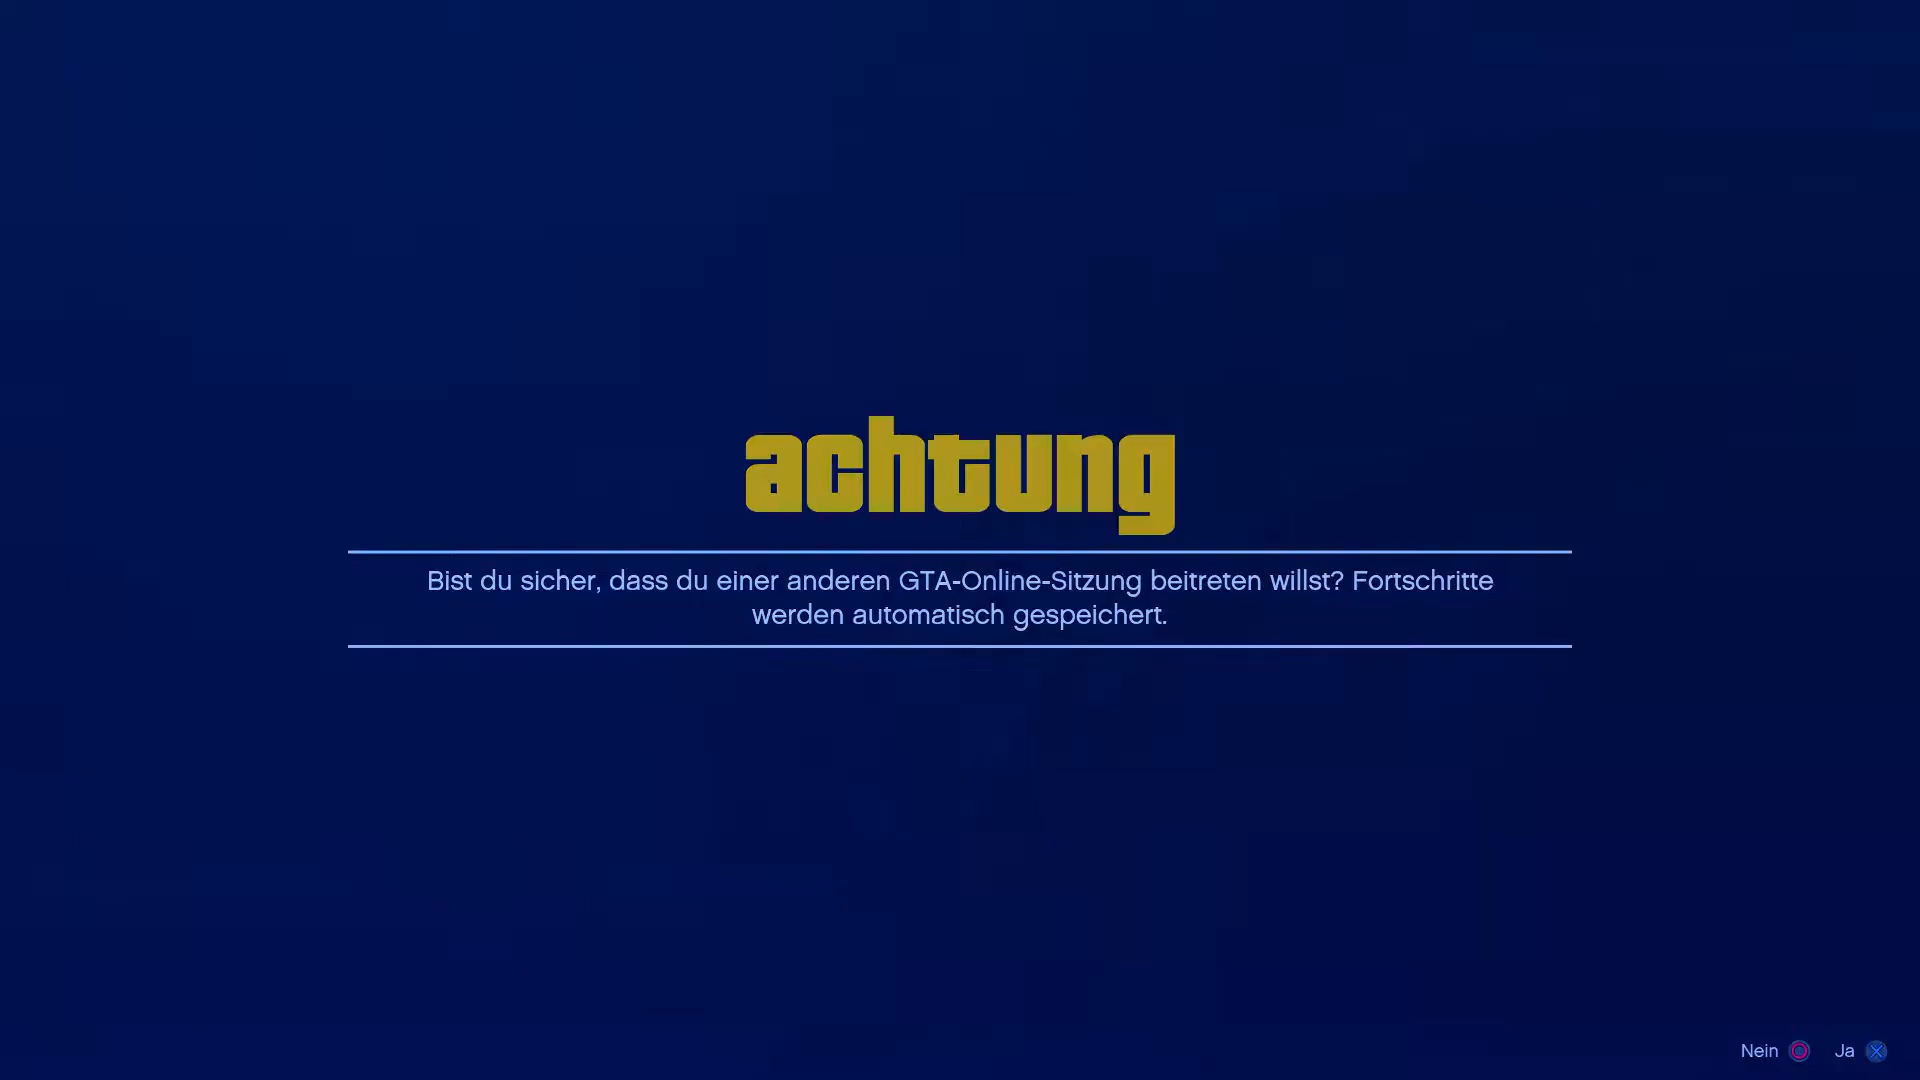 achtung
Bist du sicher, dass du einer anderen GTA-Online-Sitzung beitreten willst? Fortschritte
werden automatisch gespeichert.
Nein Ja